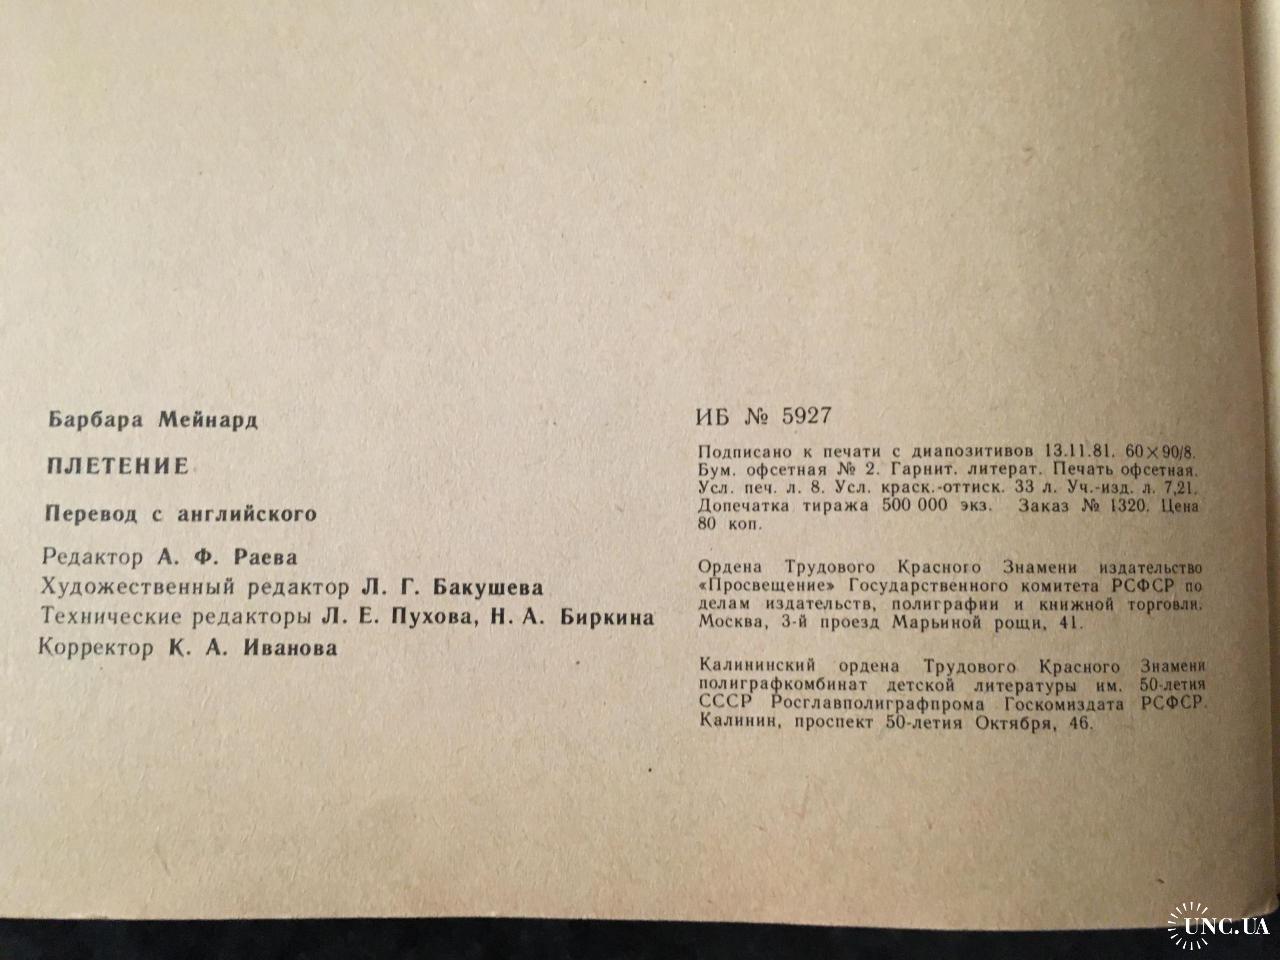 Барбара Мейнард
ПЛЕТЕНИЕ
Перевод с английского
Редактор А. Ф. Раева
Художественный редактор Л. Г. Бакушева
Технические редакторы Л. Е. Пухова, Н. А. Биркина
Корректор К. А. Иванова
ИБ № 5927
Подписано к печати с диапозитивов 13.11.81. 60×90/8.
Бум. офсетная № 2. Гарнит. литерат. Печать офсетная.
Усл. печ. л. 8. Усл. краск.-оттиск. 33 л. Уч.-изд. л. 7,21.
Допечатка тиража 500 000 экз. Заказ № 1320. Цена
80 коп.
Ордена Трудового Красного Знамени издательство
«Просвещение» Государственного комитета РСФСР по
делам издательств, полиграфии и книжной торговли.
Москва, 3-й проезд Марьиной рощи, 41.
Калининский ордена Трудового Красного Знамени
полиграфкомбинат детской литературы им. 50-летия
СССР Росглавполиграфпрома Госкомиздата РСФСР.
Калинин, проспект 50-летия Октября, 46.
UNC.UA